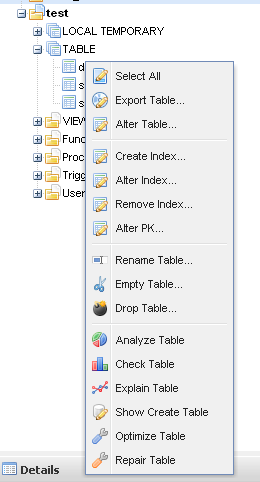 test
LOCAL TEMPORARY
TABLE
d
s
s
VIEW
Func
Proc
Trigg
User
Select All
Export Table...
Alter Table...
Create Index...
Alter Index...
Remove Index...
Alter PK...
Rename Table...
Empty Table...
Drop Table...
Analyze Table
Check Table
Explain Table
Show Create Table
Optimize Table
Repair Table
Details